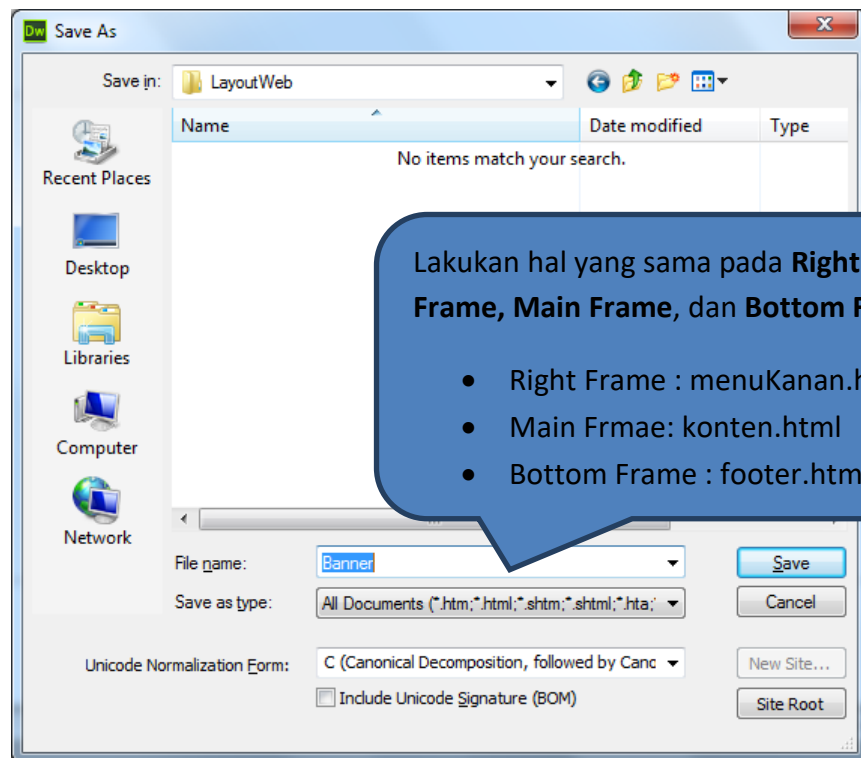 Dw Save As
Save in: LayoutWeb
Name Date modified Type
No items match your search.
Recent Places
Desktop
Libraries
Computer
Network
Lakukan hal yang sama pada Right
Frame, Main Frame, dan Bottom F
• Right Frame : menuKanan.h
• Main Frmae: konten.html
• Bottom Frame : footer.htm
File name: Banner Save
Save as type: All Documents (*.htm;*.html;*.shtm;*.shtml;*.hta;* Cancel
Unicode Normalization Form: C (Canonical Decomposition, followed by Cano New Site...
Include Unicode Signature (BOM) Site Root